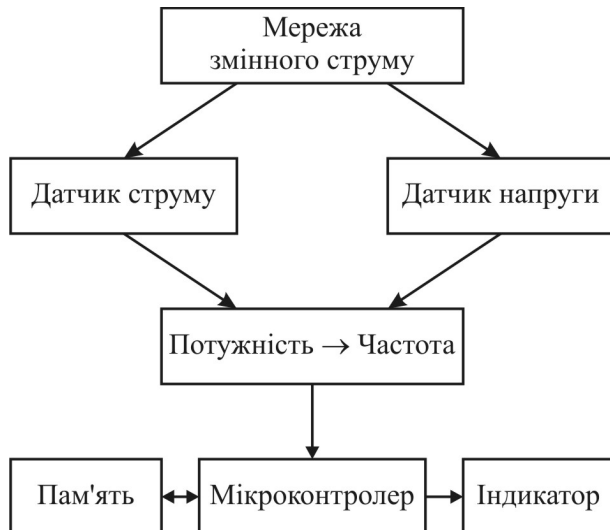 Мережа
змінного струму
Датчик струму
Датчик напруги
Потужність → Частота
Пам'ять
Мікроконтролер
Індикатор